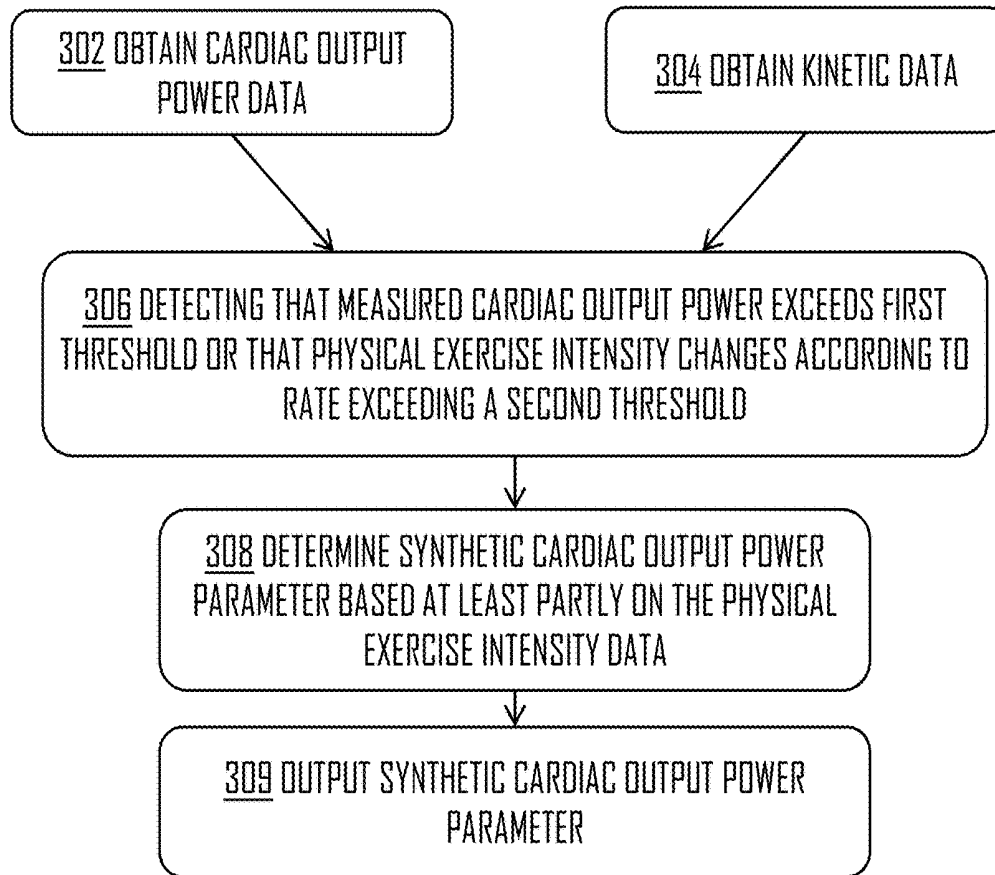 302 OBTAIN CARDIAC OUTPUT
POWER DATA
304 OBTAIN KINETIC DATA
306 DETECTING THAT MEASURED CARDIAC OUTPUT POWER EXCEEDS FIRST
THRESHOLD OR THAT PHYSICAL EXERCISE INTENSITY CHANGES ACCORDING TO
RATE EXCEEDING A SECOND THRESHOLD
308 DETERMINE SYNTHETIC CARDIAC OUTPUT POWER
PARAMETER BASED AT LEAST PARTLY ON THE PHYSICAL
EXERCISE INTENSITY DATA
309 OUTPUT SYNTHETIC CARDIAC OUTPUT POWER
PARAMETER